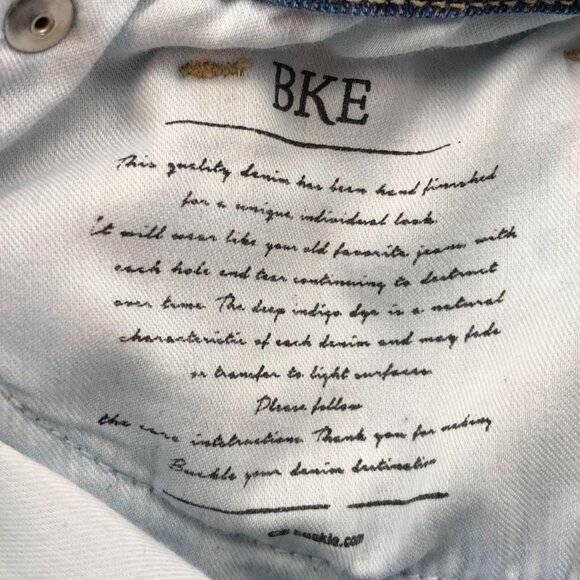 BKE
This quality denim has been hand finished
for a unique, individual look.
It will wear like your old favorite jeans, with
each hole and tear continuing to destruct
over time. The deep indigo dye is a natural
characteristic of each denim and may fade
or transfer to light surfaces
Please follow
the care instructions. Thank you for making
Buckle your denim destination
buckle.com